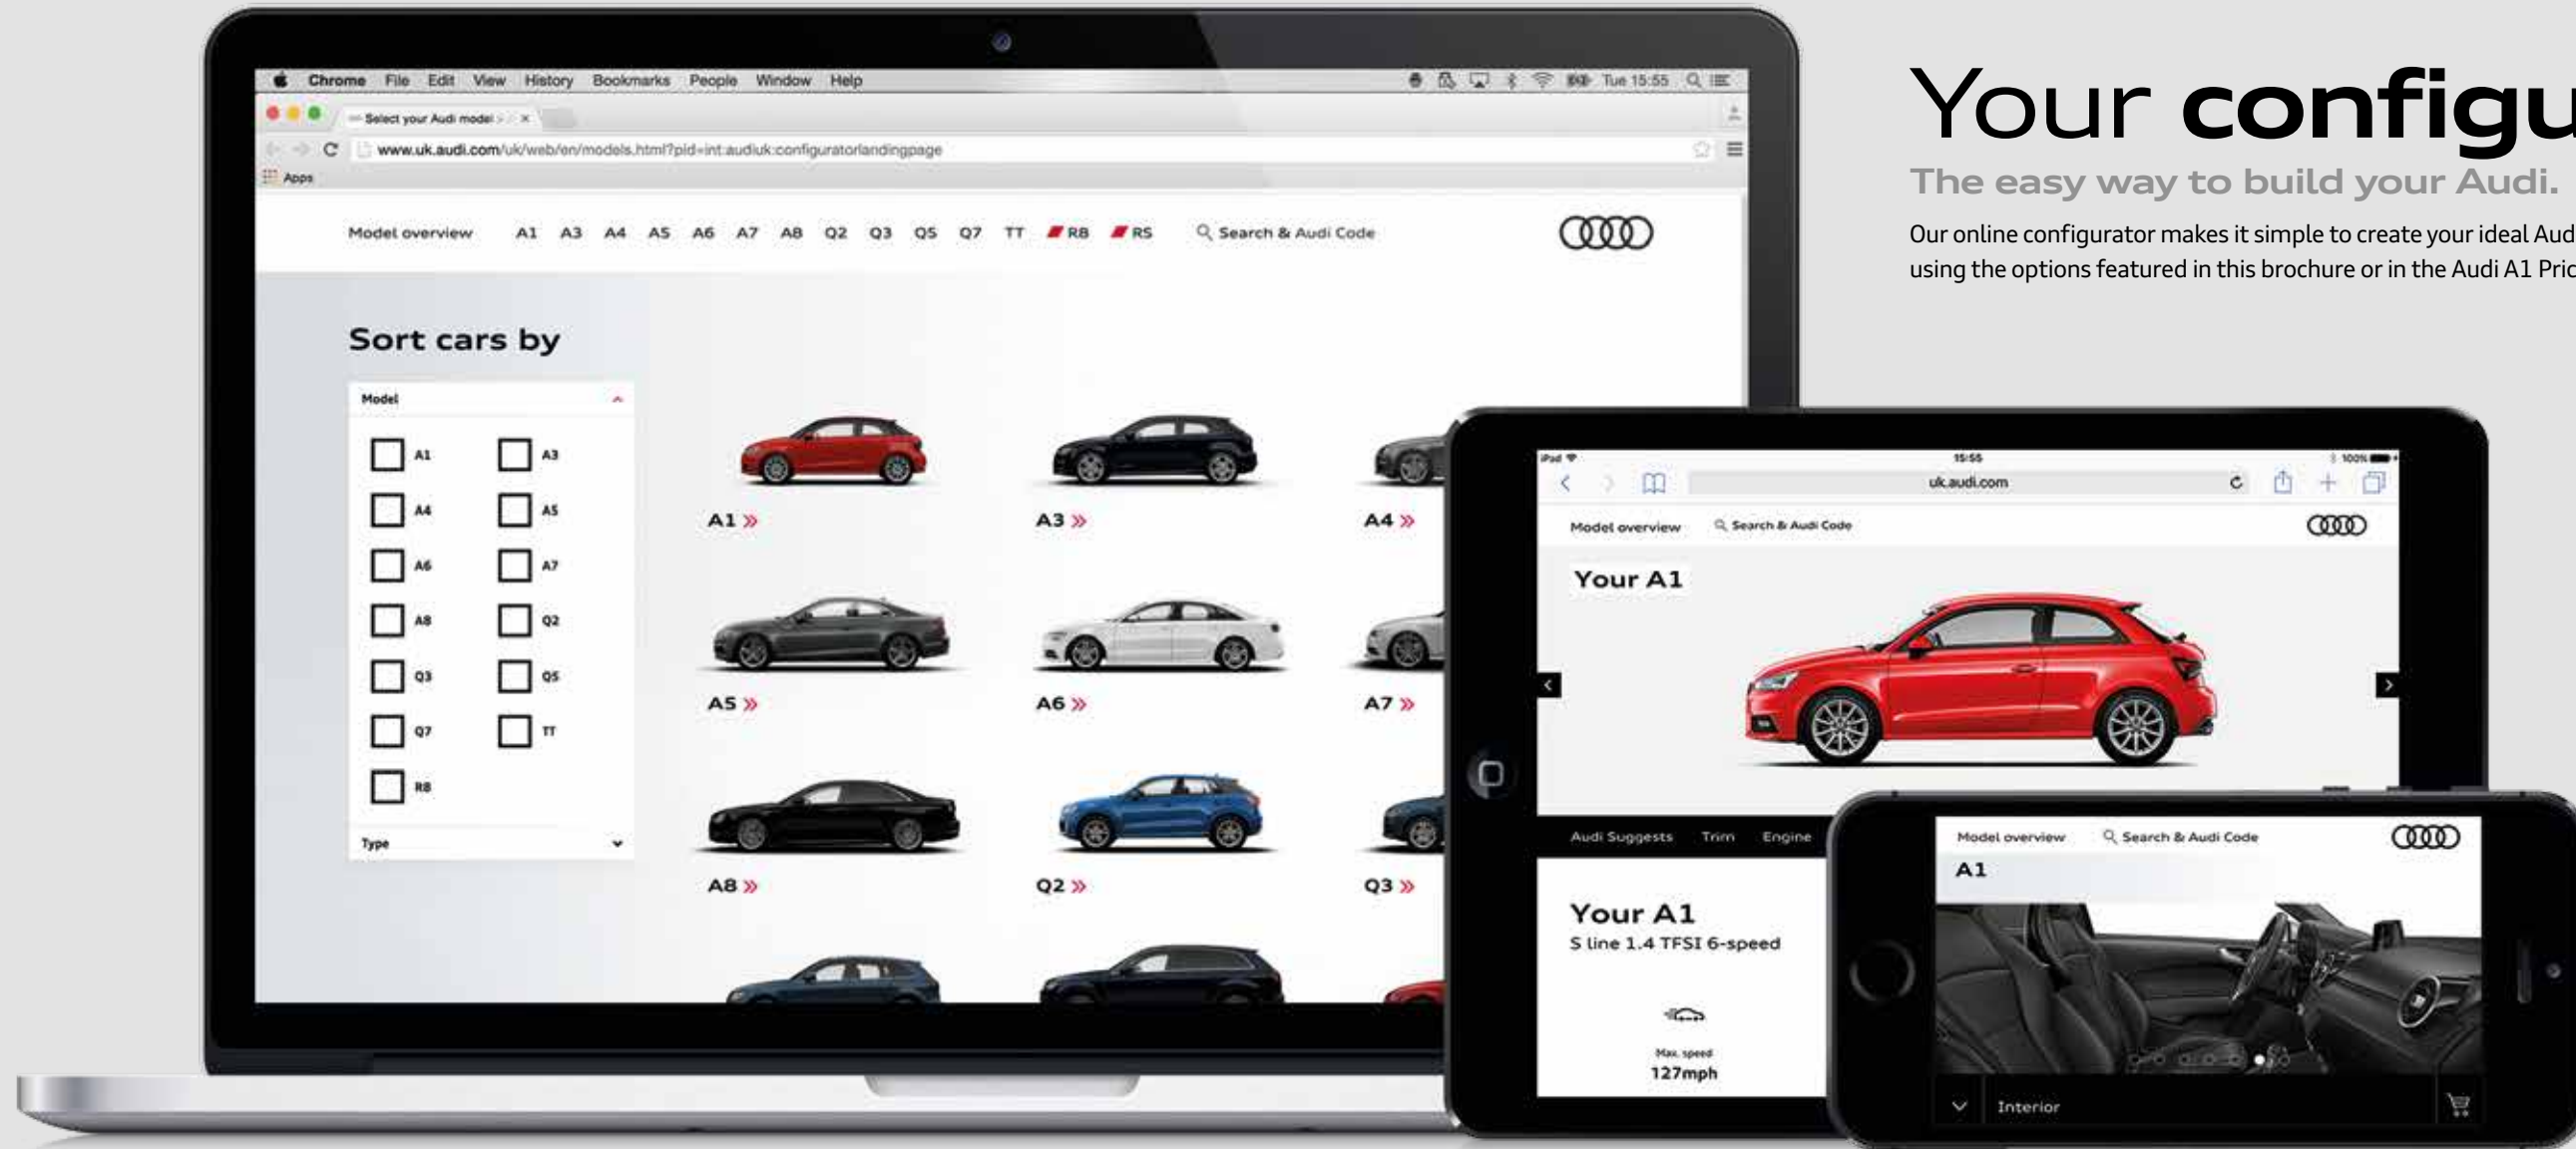 Your configu
The easy way to build your Audi.
Our online configurator makes it simple to create your ideal Aud
using the options featured in this brochure or in the Audi A1 Pric
Chrome File Edit View History Bookmarks People Window Help
Tue 15:55
Select your Audi model
www.uk.audi.com/uk/web/en/models.html?pid=int:audiuk:configuratorlandingpage
Apps
Model overview A1 A3 A4 A5 A6 A7 A8 Q2 Q3 Q5 Q7 TT R8 RS Search & Audi Code
Sort cars by
Model
A1 A3
A4 A5
A6 A7
A8 Q2
Q3 Q5
Q7 TT
R8
Type
A1 A3 A4
A5 A6 A7
A8 Q2 Q3
iPad 15:55 100%
uk.audi.com
Model overview Search & Audi Code
Your A1
Audi Suggests Trim Engine
Your A1
S line 1.4 TFSI 6-speed
Max. speed
127mph
Model overview Search & Audi Code
A1
Interior